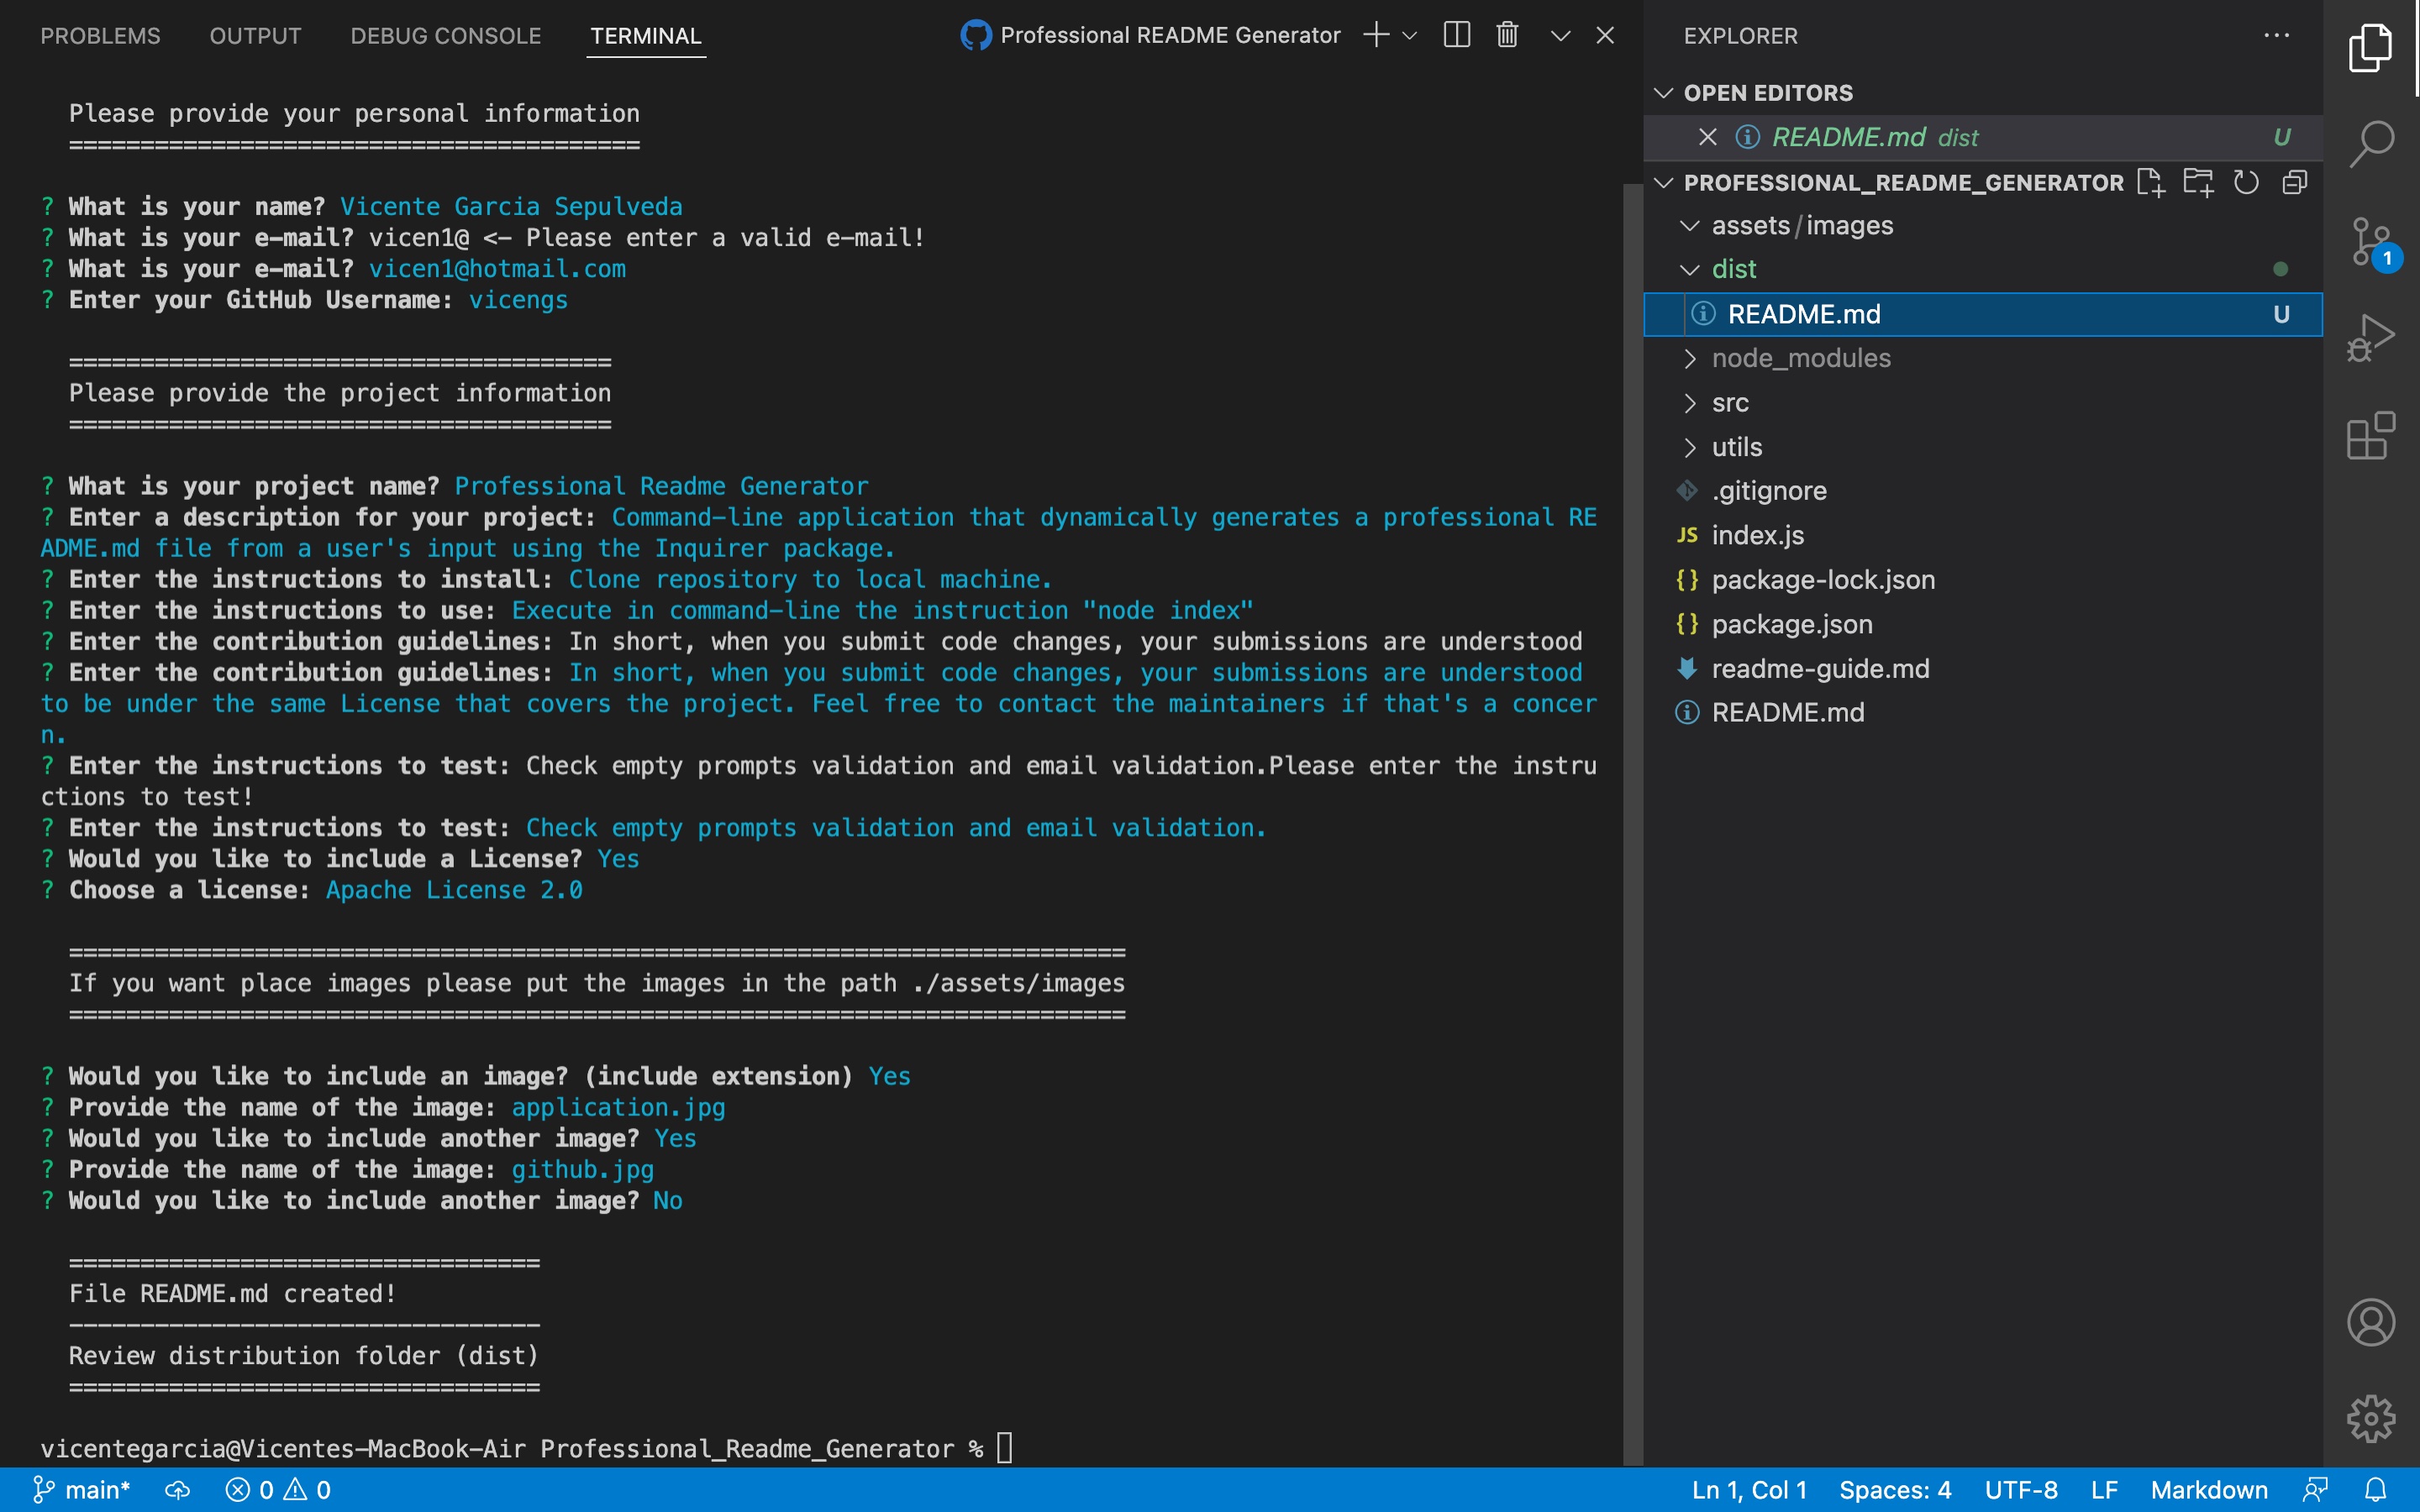 PROBLEMS OUTPUT DEBUG CONSOLE TERMINAL Professional README Generator
Please provide your personal information
========================================
? What is your name? Vicente Garcia Sepulveda
? What is your e-mail? vicen1@ <- Please enter a valid e-mail!
? What is your e-mail? vicen1@hotmail.com
? Enter your GitHub Username: vicengs
======================================
Please provide the project information
======================================
? What is your project name? Professional Readme Generator
? Enter a description for your project: Command-line application that dynamically generates a professional RE
ADME.md file from a user's input using the Inquirer package.
? Enter the instructions to install: Clone repository to local machine.
? Enter the instructions to use: Execute in command-line the instruction "node index"
? Enter the contribution guidelines: In short, when you submit code changes, your submissions are understood
? Enter the contribution guidelines: In short, when you submit code changes, your submissions are understood
to be under the same License that covers the project. Feel free to contact the maintainers if that's a concer
n.
? Enter the instructions to test: Check empty prompts validation and email validation.Please enter the instru
ctions to test!
? Enter the instructions to test: Check empty prompts validation and email validation.
? Would you like to include a License? Yes
? Choose a license: Apache License 2.0
==========================================================================
If you want place images please put the images in the path ./assets/images
==========================================================================
? Would you like to include an image? (include extension) Yes
? Provide the name of the image: application.jpg
? Would you like to include another image? Yes
? Provide the name of the image: github.jpg
? Would you like to include another image? No
=================================
File README.md created!
---------------------------------
Review distribution folder (dist)
=================================
vicentegarcia@Vicentes-MacBook-Air Professional_Readme_Generator %
EXPLORER
OPEN EDITORS
README.md dist U
PROFESSIONAL_README_GENERATOR
assets/images
dist
README.md U
node_modules
src
utils
.gitignore
JS index.js
{} package-lock.json
{} package.json
readme-guide.md
README.md
1
main* 0 0 Ln 1, Col 1 Spaces: 4 UTF-8 LF Markdown